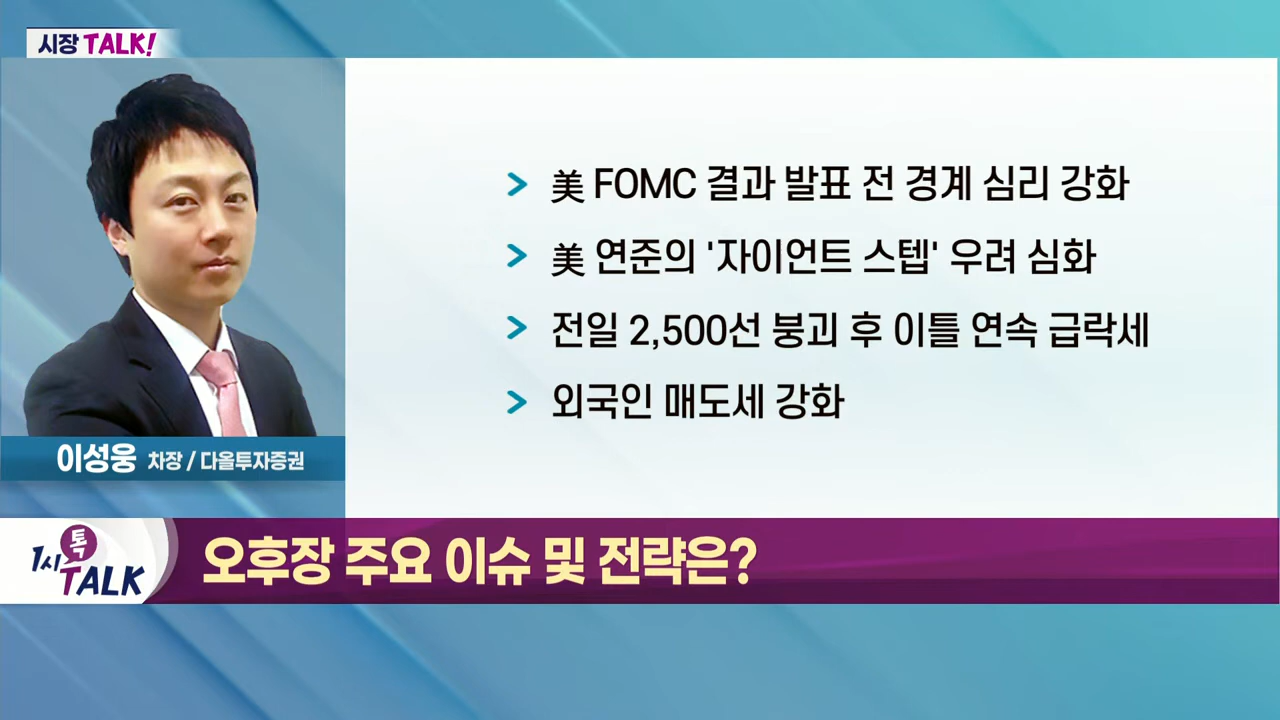 시장 TALK!
> 美 FOMC 결과 발표 전 경계 심리 강화
> 美 연준의 '자이언트 스텝' 우려 심화
> 전일 2,500선 붕괴 후 이틀 연속 급락세
> 외국인 매도세 강화
이성웅 차장 / 다올투자증권
1시 톡 TALK
오후장 주요 이슈 및 전략은?